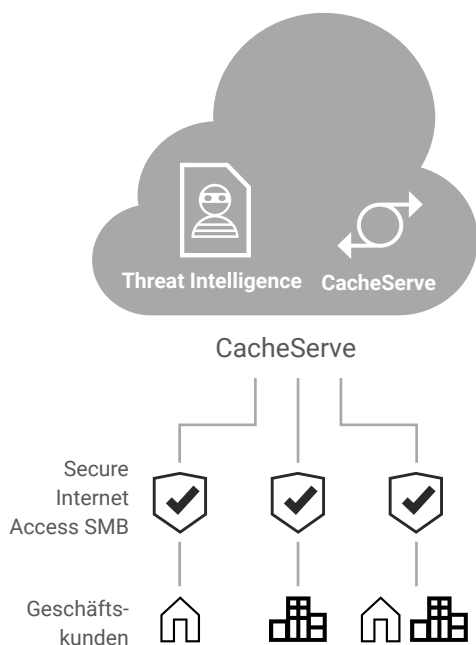 Threat Intelligence CacheServe
CacheServe
Secure
Internet
Access SMB
Geschäfts-
kunden